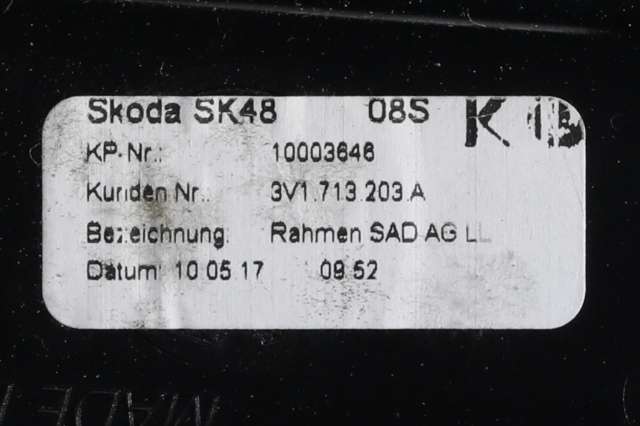 Skoda SK48 08S K
KP-Nr.: 10003646
Kunden Nr.: 3V1.713.203.A
Bezeichnung: Rahmen SAD AG LL
Datum: 10.05.17 09:52
MADE